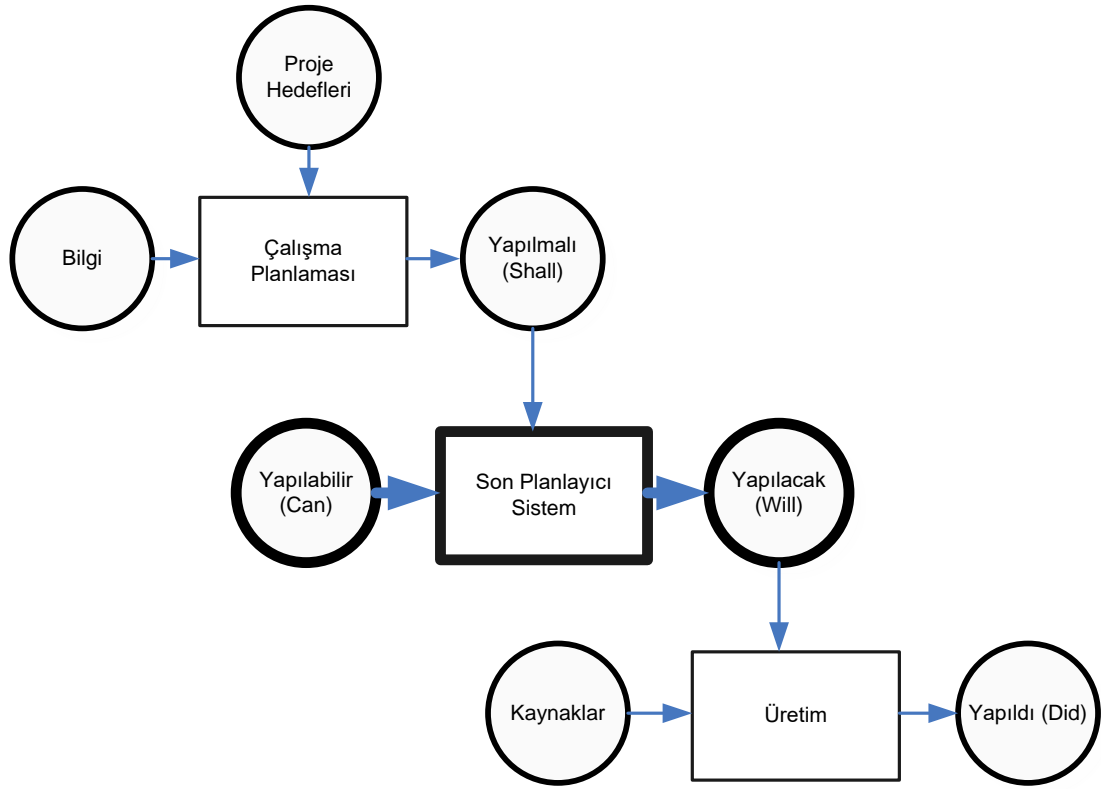 Proje
Hedefleri
Bilgi
Çalışma
Planlaması
Yapılmalı
(Shall)
Yapılabilir
(Can)
Son Planlayıcı
Sistem
Yapılacak
(Will)
Kaynaklar
Üretim
Yapıldı (Did)